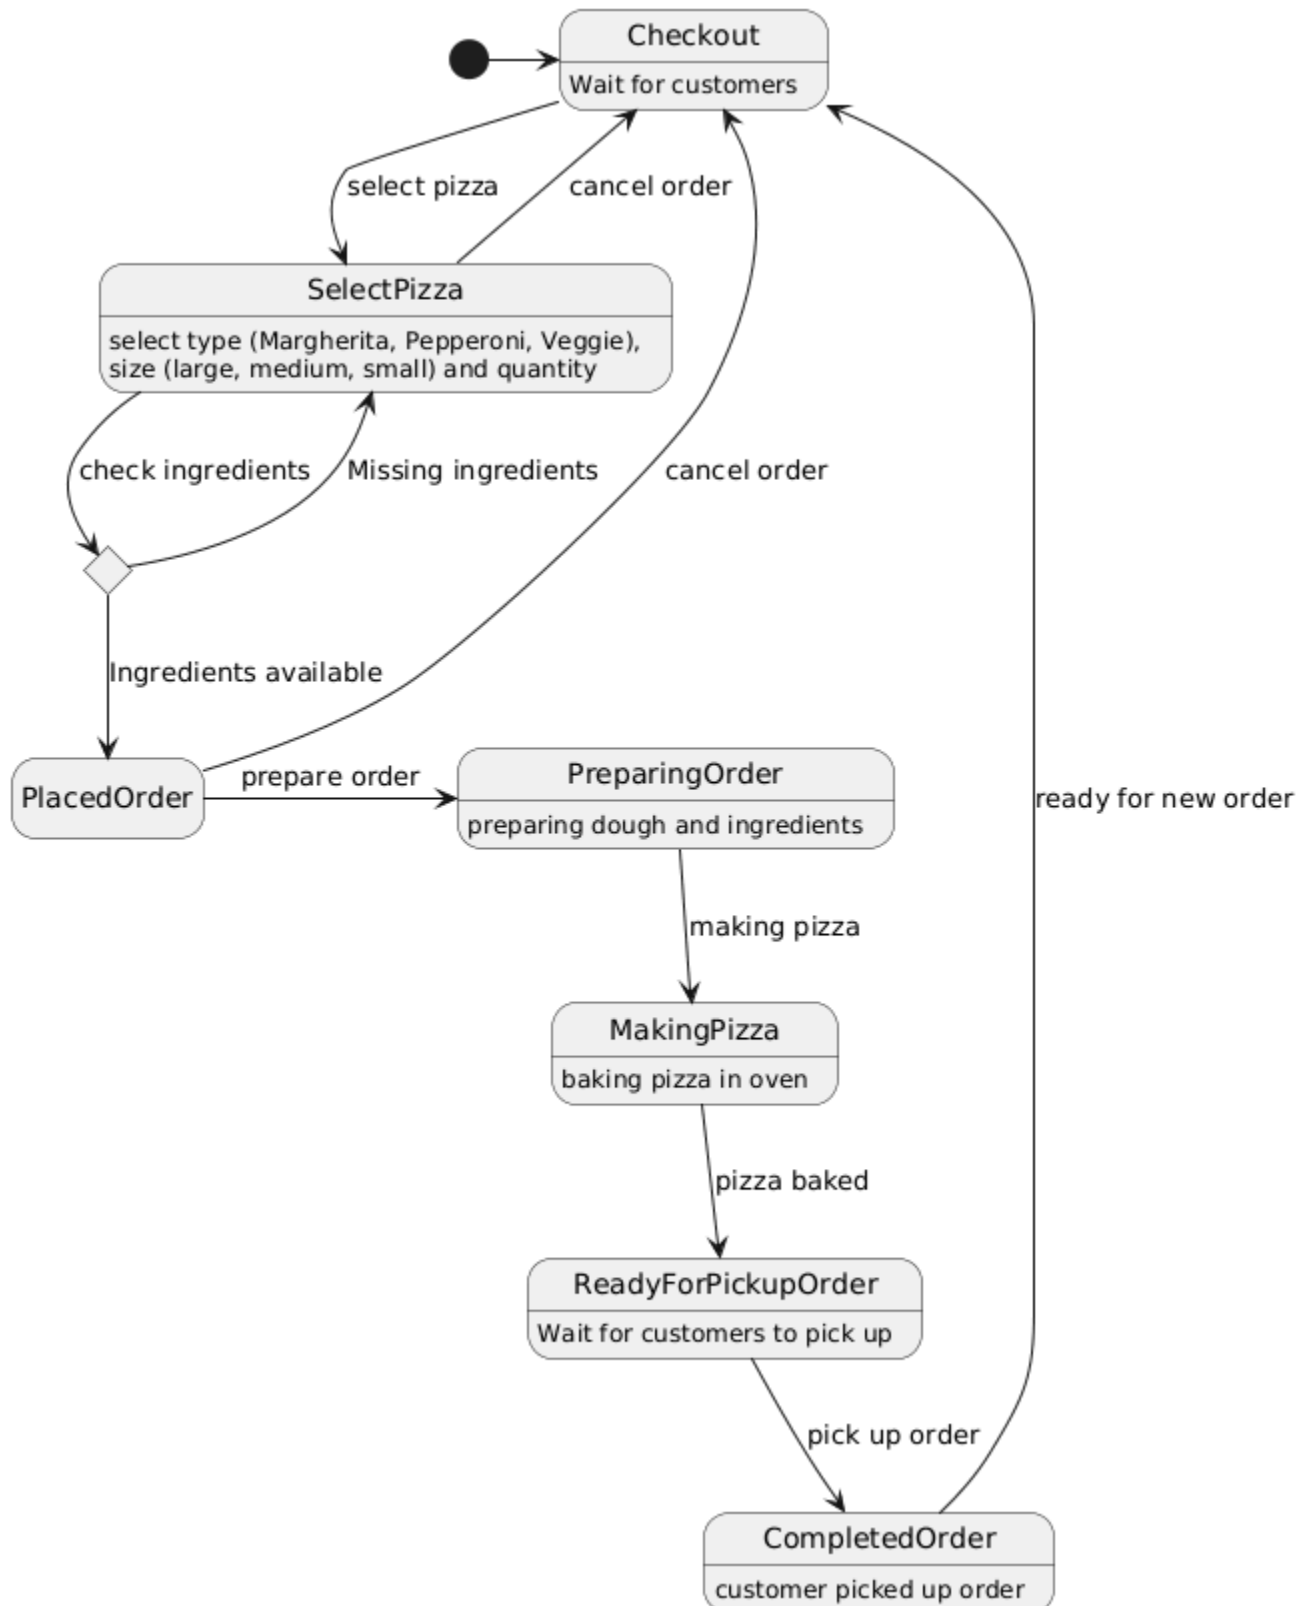 Checkout
Wait for customers
select pizza
cancel order
SelectPizza
select type (Margherita, Pepperoni, Veggie),
size (large, medium, small) and quantity
check ingredients
Missing ingredients
cancel order
Ingredients available
PlacedOrder
prepare order
PreparingOrder
preparing dough and ingredients
ready for new order
making pizza
MakingPizza
baking pizza in oven
pizza baked
ReadyForPickupOrder
Wait for customers to pick up
pick up order
CompletedOrder
customer picked up order